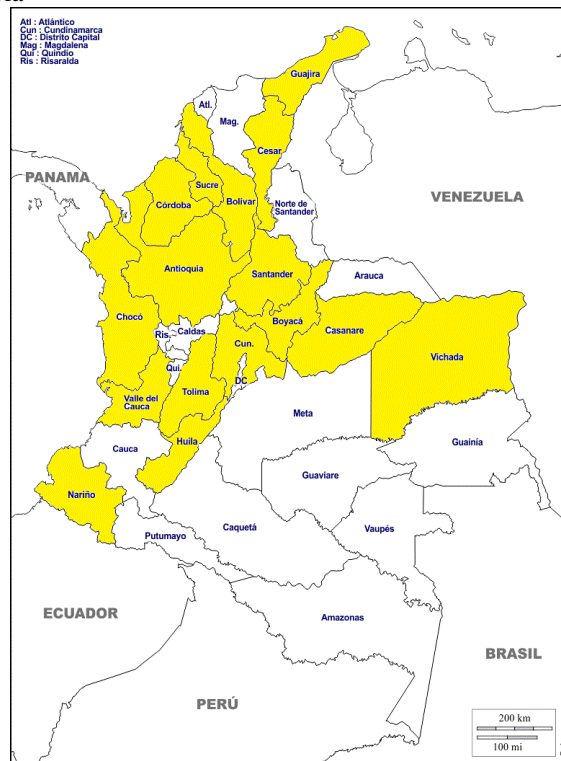 Atl : Atlántico
Cun : Cundinamarca
DC : Distrito Capital
Mag : Magdalena
Qui : Quindío
Ris : Risaralda
Guajira
Atl.
Mag.
Cesar
PANAMA
Sucre
Norte de
Santander
VENEZUELA
Córdoba
Bolívar
Antioquia
Santander
Arauca
Chocó
Ris.
Caldas
Boyacá
Casanare
Cun.
Vichada
Qui.
DC
Valle del
Cauca
Tolima
Meta
Huila
Cauca
Guainía
Guaviare
Nariño
Caquetá
Vaupés
Putumayo
ECUADOR
Amazonas
BRASIL
PERÚ
200 km
100 mi